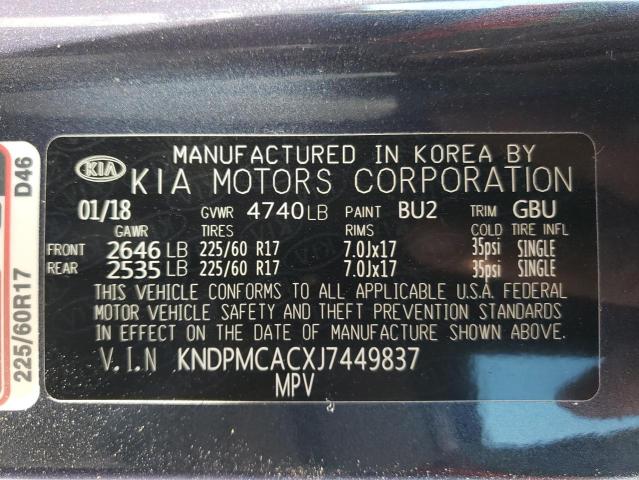 D46
225/60R17
KIA
MANUFACTURED IN KOREA BY
KIA MOTORS CORPORATION
01/18 GVWR 4740 LB PAINT BU2 TRIM GBU
GAWR TIRES RIMS COLD TIRE INFL
FRONT 2646 LB 225/60 R17 7.0Jx17 35psi SINGLE
REAR 2535 LB 225/60 R17 7.0Jx17 35psi SINGLE
THIS VEHICLE CONFORMS TO ALL APPLICABLE U.S.A. FEDERAL
MOTOR VEHICLE SAFETY AND THEFT PREVENTION STANDARDS
IN EFFECT ON THE DATE OF MANUFACTURE SHOWN ABOVE.
V.I.N KNDPMCACXJ7449837
MPV